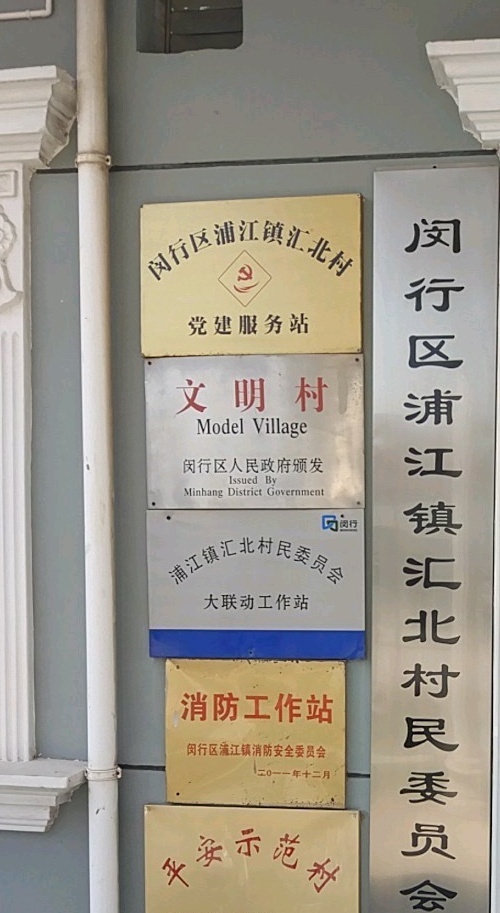 闵行区浦江镇汇北村
党建服务站
文明村
Model Village
闵行区人民政府颁发
Issued By
Minhang District Government
闵行
浦江镇汇北村民委员会
大联动工作站
消防工作站
闵行区浦江镇消防安全委员会
二〇一一年十二月
平安示范村
闵行区浦江镇汇北村民委员会